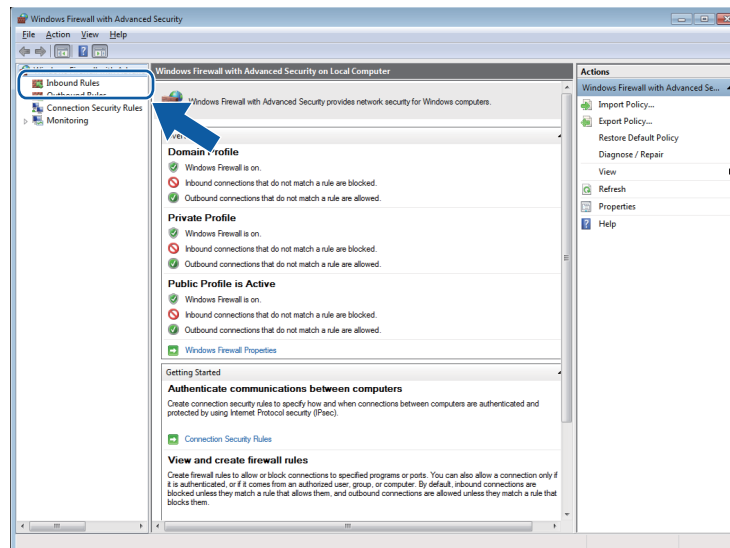 Windows Firewall with Advanced Security
File Action View Help
Inbound Rules
Outbound Rules
Connection Security Rules
Monitoring
Windows Firewall with Advanced Security on Local Computer
Windows Firewall with Advanced Security provides network security for Windows computers.
Domain Profile
Windows Firewall is on.
Inbound connections that do not match a rule are blocked.
Outbound connections that do not match a rule are allowed.
Private Profile
Windows Firewall is on.
Inbound connections that do not match a rule are blocked.
Outbound connections that do not match a rule are allowed.
Public Profile is Active
Windows Firewall is on.
Inbound connections that do not match a rule are blocked.
Outbound connections that do not match a rule are allowed.
Windows Firewall Properties
Getting Started
Authenticate communications between computers
Create connection security rules to specify how and when connections between computers are authenticated and
protected by using Internet Protocol security (IPsec).
Connection Security Rules
View and create firewall rules
Create firewall rules to allow or block connections to specified programs or ports. You can also allow a connection only if
it is authenticated, or if it comes from an authorized user, group, or computer. By default, inbound connections are
blocked unless they match a rule that allows them, and outbound connections are allowed unless they match a rule that
blocks them.
Actions
Windows Firewall with Advanced Se...
Import Policy...
Export Policy...
Restore Default Policy
Diagnose / Repair
View
Refresh
Properties
Help